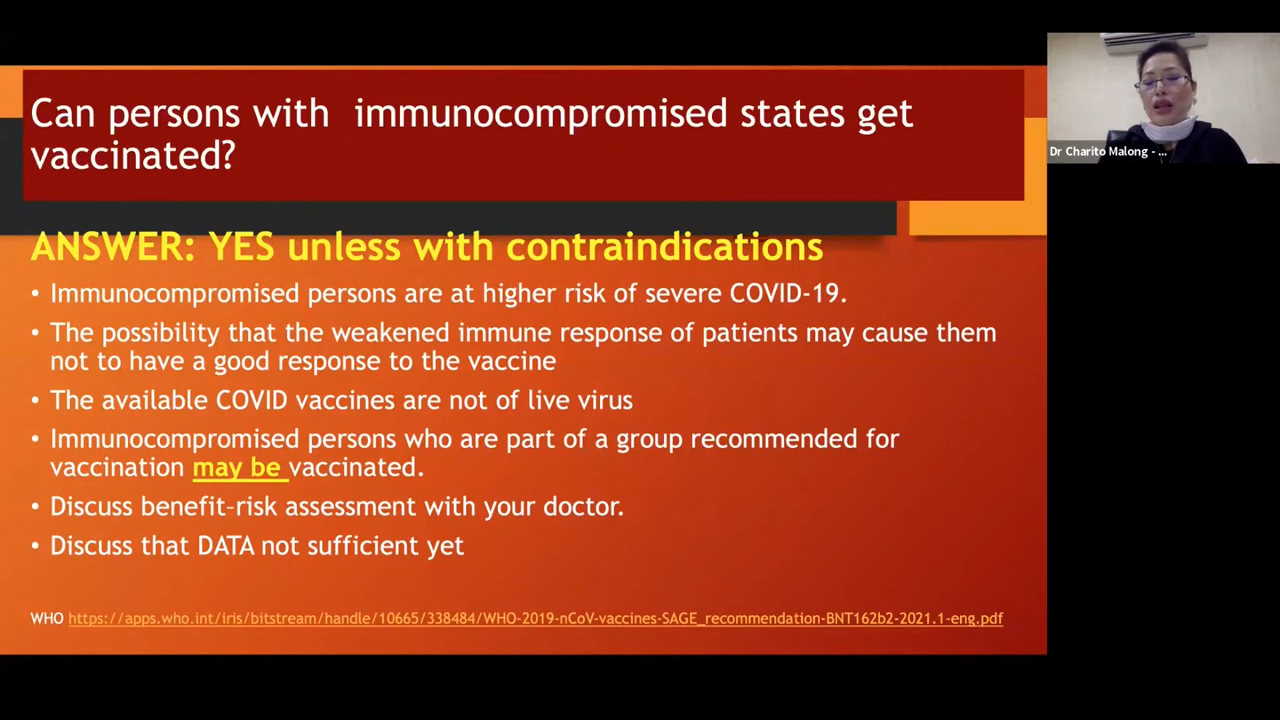 Can persons with immunocompromised states get
vaccinated?
ANSWER: YES unless with contraindications
• Immunocompromised persons are at higher risk of severe COVID-19.
• The possibility that the weakened immune response of patients may cause them
not to have a good response to the vaccine
• The available COVID vaccines are not of live virus
• Immunocompromised persons who are part of a group recommended for
vaccination may be vaccinated.
• Discuss benefit–risk assessment with your doctor.
• Discuss that DATA not sufficient yet
WHO https://apps.who.int/iris/bitstream/handle/10665/338484/WHO-2019-nCoV-vaccines-SAGE_recommendation-BNT162b2-2021.1-eng.pdf
Dr Charito Malong - ...